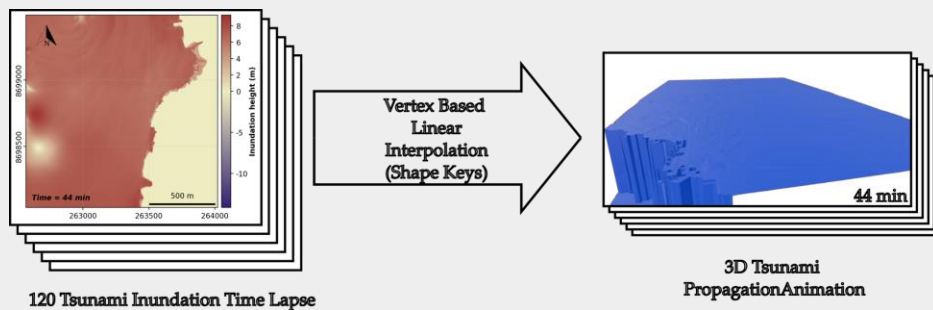 N
8699000
8698500
Time = 44 min
500 m
263000
263500
264000
8
6
4
2
0
-5
-10
Inundation height (m)
120 Tsunami Inundation Time Lapse
Vertex Based
Linear
Interpolation
(Shape Keys)
44 min
3D Tsunami
PropagationAnimation